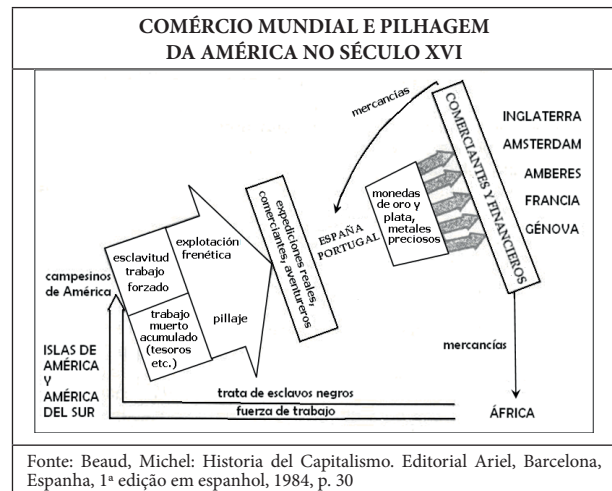 COMÉRCIO MUNDIAL E PILHAGEM
DA AMÉRICA NO SÉCULO XVI
mercancías
COMERCIANTES Y FINANCIEROS
INGLATERRA
AMSTERDAM
AMBERES
FRANCIA
GÉNOVA
monedas
de oro y
plata,
metales
preciosos
ESPAÑA
PORTUGAL
expediciones reales,
comerciantes, aventureros
explotación
frenética
pillaje
esclavitud
trabajo
forzado
trabajo
muerto
acumulado
(tesoros
etc.)
campesinos
de América
ISLAS DE
AMÉRICA
Y
AMÉRICA
DEL SUR
mercancías
trata de esclavos negros
fuerza de trabajo
ÁFRICA
Fonte: Beaud, Michel: Historia del Capitalismo. Editorial Ariel, Barcelona,
Espanha, 1ª edição em espanhol, 1984, p. 30